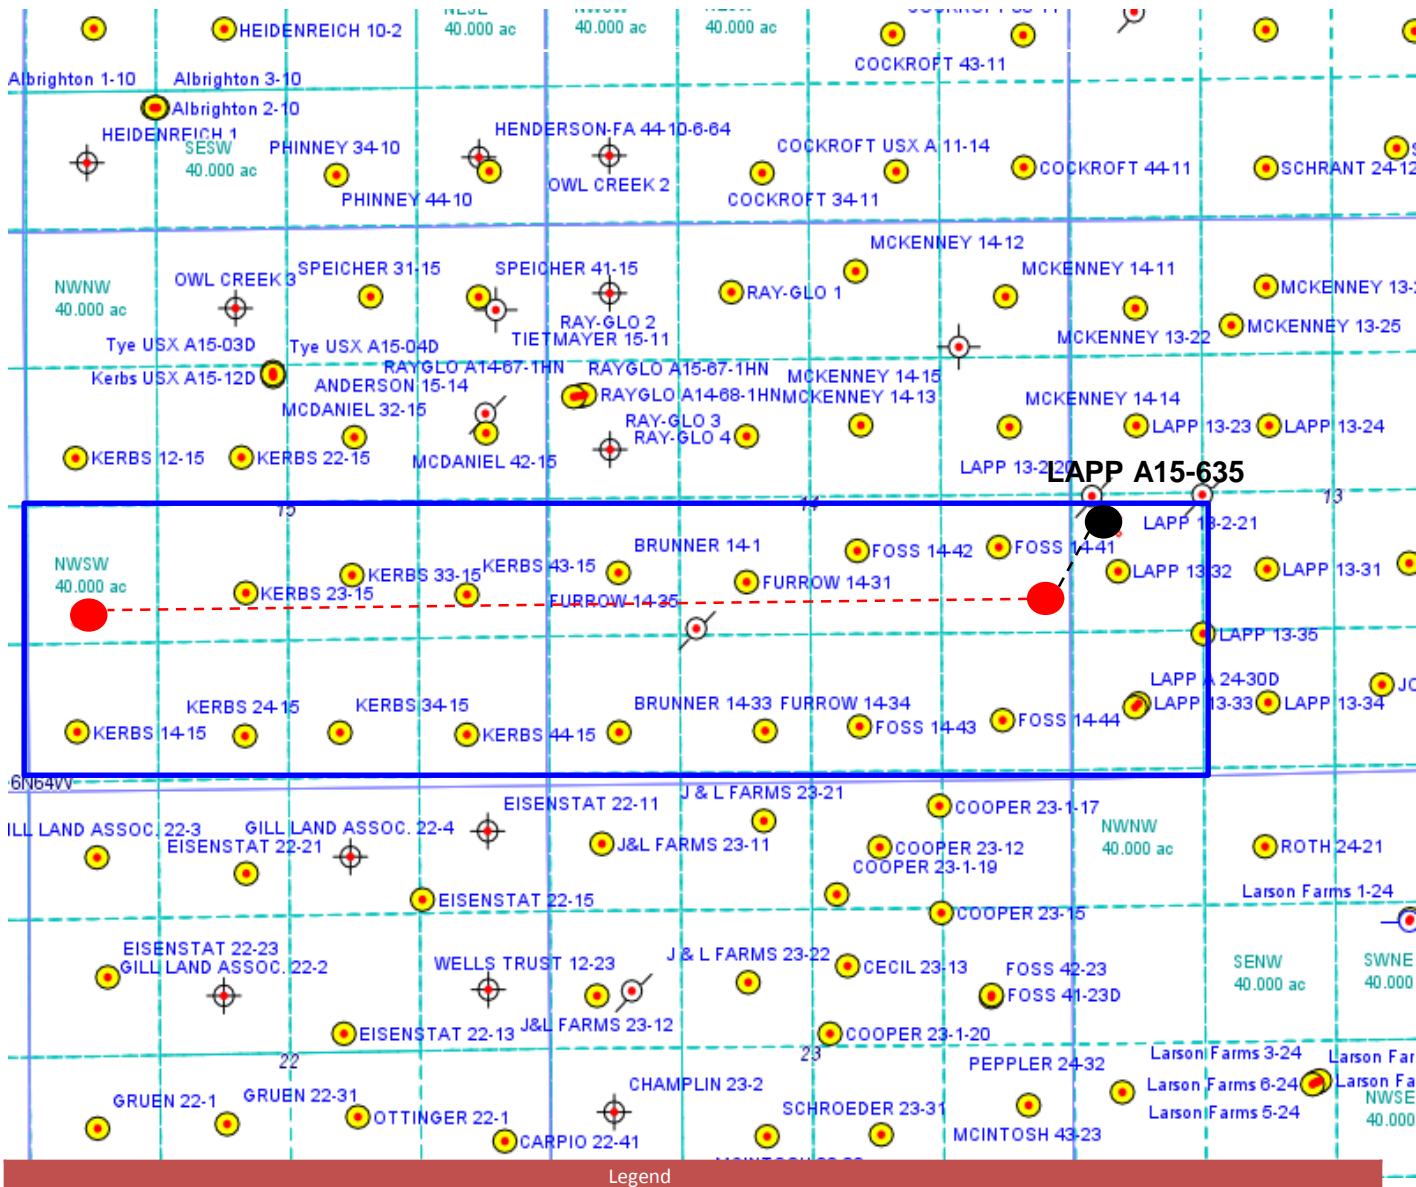 40.000 ac
40.000 ac
40.000 ac
HEIDENREICH 10-2
COCKROFT 43-11
Albrighton 1-10
Albrighton 3-10
Albrighton 2-10
HEIDENREICH 1
SESW
40.000 ac
PHINNEY 34-10
HENDERSON-FA 44-10-6-64
COCKROFT USX A 11-14
COCKROFT 44-11
SCHRANT 24-12
PHINNEY 44-10
OWL CREEK 2
COCKROFT 34-11
MCKENNEY 14-12
NWNW
40.000 ac
OWL CREEK 3
SPEICHER 31-15
SPEICHER 41-15
RAY-GLO 1
MCKENNEY 14-11
RAY-GLO 2
TIETMAYER 15-11
MCKENNEY 13-22
MCKENNEY 13-25
Tye USX A15-03D
Tye USX A15-04D
Kerbs USX A15-12D
RAYGLO A14-67-1HN
RAYGLO A15-67-1HN
MCKENNEY 14-15
ANDERSON 15-14
RAYGLO A14-68-1HN
MCKENNEY 14-13
MCDANIEL 32-15
MCKENNEY 14-14
RAY-GLO 3
RAY-GLO 4
LAPP 13-23
LAPP 13-24
KERBS 12-15
KERBS 22-15
MCDANIEL 42-15
LAPP A15-635
15
14
13
LAPP 13-2-21
NWSW
40.000 ac
KERBS 33-15
KERBS 43-15
BRUNNER 14-1
FOSS 14-42
FOSS 14-41
LAPP 13-32
LAPP 13-31
KERBS 23-15
FURROW 14-31
FURROW 14-35
LAPP 13-35
LAPP A 24-30D
KERBS 24-15
KERBS 34-15
BRUNNER 14-33
FURROW 14-34
LAPP 13-33
LAPP 13-34
KERBS 14-15
KERBS 44-15
FOSS 14-43
FOSS 14-44
6N64W
EISENSTAT 22-11
J & L FARMS 23-21
COOPER 23-1-17
ILL LAND ASSOC. 22-3
GILL LAND ASSOC. 22-4
NWNW
40.000 ac
EISENSTAT 22-21
J&L FARMS 23-11
COOPER 23-12
ROTH 24-21
COOPER 23-1-19
EISENSTAT 22-15
COOPER 23-15
Larson Farms 1-24
EISENSTAT 22-23
GILL LAND ASSOC. 22-2
WELLS TRUST 12-23
J & L FARMS 23-22
CECIL 23-13
FOSS 42-23
FOSS 41-23D
SENW
40.000 ac
SWNE
40.000
EISENSTAT 22-13
J&L FARMS 23-12
COOPER 23-1-20
22
23
PEPPLER 24-32
Larson Farms 3-24
Larson Far
Larson Farms 6-24
Larson Fa
Larson Farms 5-24
NWSE
40.000
GRUEN 22-1
GRUEN 22-31
OTTINGER 22-1
CHAMPLIN 23-2
SCHROEDER 23-31
MCINTOSH 43-23
CARPIO 22-41
Legend